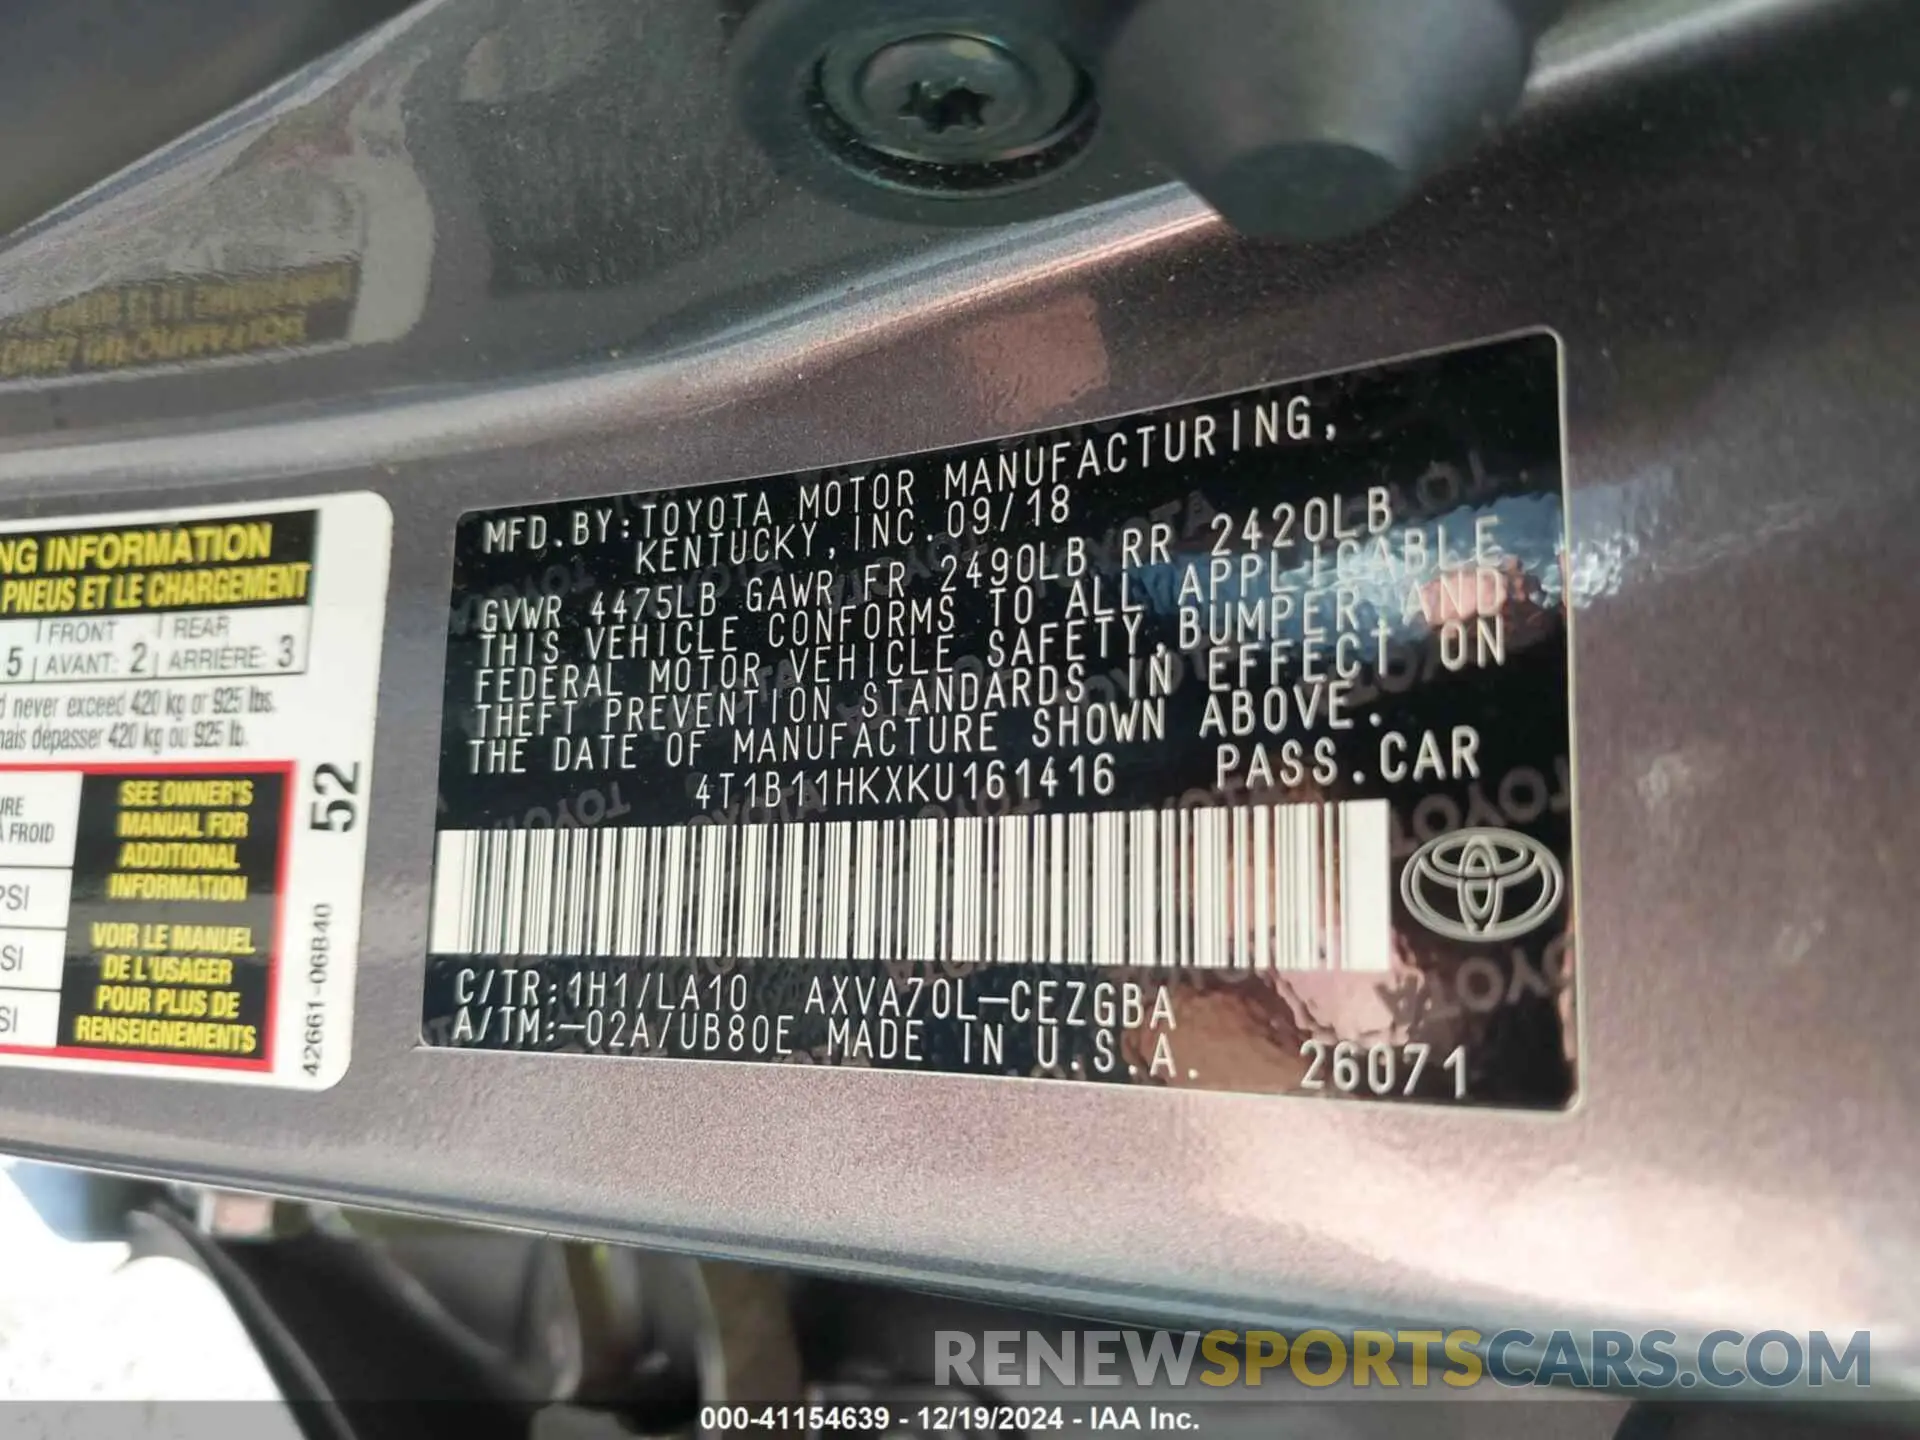 NG INFORMATION
PNEUS ET LE CHARGEMENT
FRONT REAR
5 AVANT: 2 ARRIÈRE: 3
never exceed 420 kg or 925 lbs.
mais dépasser 420 kg ou 925 lb.
URE
À FROID
PSI
SI
SI
SEE OWNER'S
MANUAL FOR
ADDITIONAL
INFORMATION
VOIR LE MANUEL
DE L'USAGER
POUR PLUS DE
RENSEIGNEMENTS
52
42661-06B40
MFD.BY:TOYOTA MOTOR MANUFACTURING,
KENTUCKY,INC.09/18
GVWR 4475LB GAWR FR 2490LB RR 2420LB
THIS VEHICLE CONFORMS TO ALL APPLICABLE
FEDERAL MOTOR VEHICLE SAFETY,BUMPER,AND
THEFT PREVENTION STANDARDS IN EFFECT ON
THE DATE OF MANUFACTURE SHOWN ABOVE.
4T1B11HKXKU161416 PASS.CAR
C/TR:1H1/LA10 AXVA70L-CEZGBA
A/TM:-02A/UB80E MADE IN U.S.A. 26071
RENEWSPORTSCARS.COM
000-41154639 - 12/19/2024 - IAA Inc.